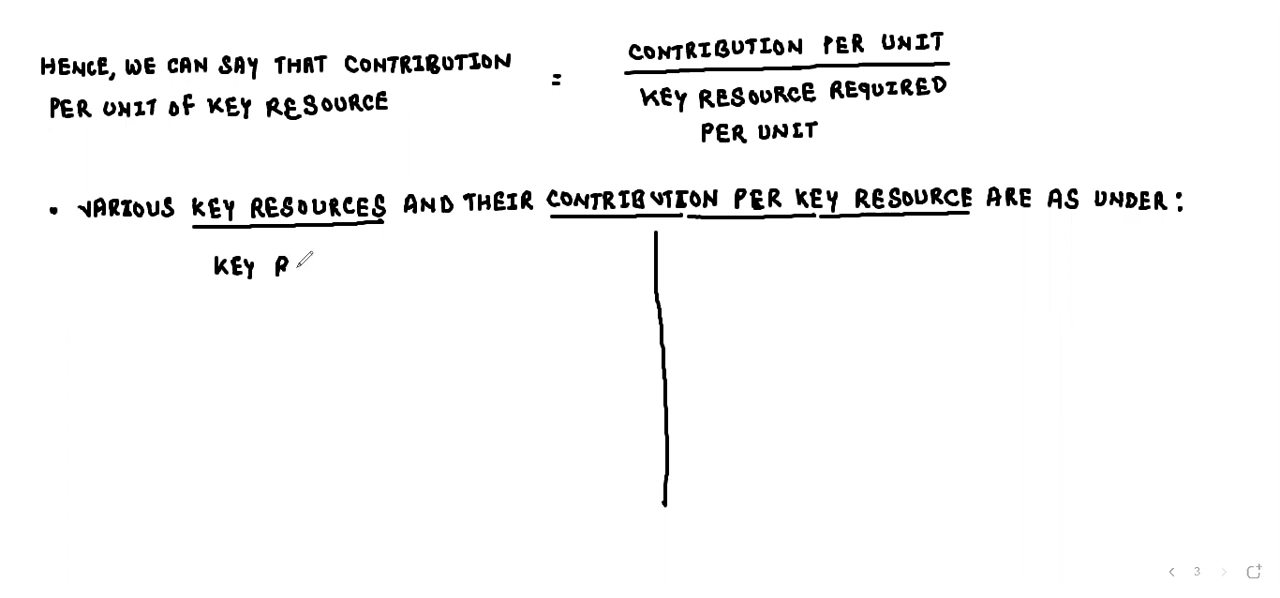 HENCE, WE CAN SAY THAT CONTRIBUTION
PER UNIT OF KEY RESOURCE
=
CONTRIBUTION PER UNIT
KEY RESOURCE REQUIRED
PER UNIT
• VARIOUS KEY RESOURCES AND THEIR CONTRIBUTION PER KEY RESOURCE ARE AS UNDER:
KEY R
< 3 >